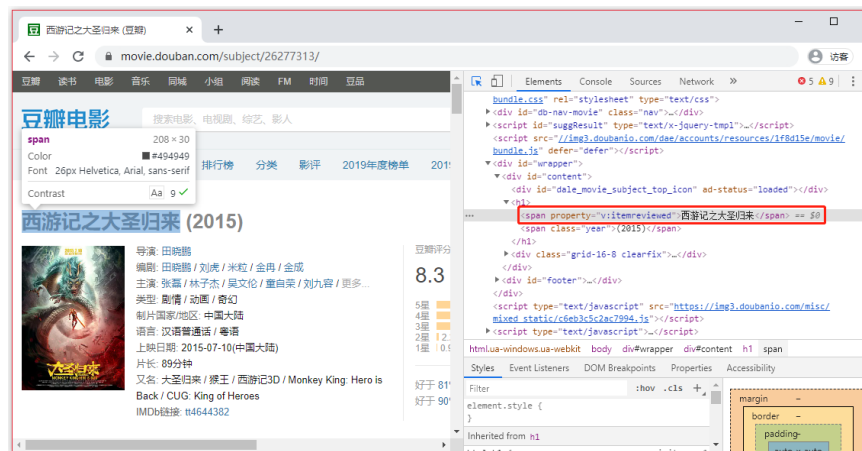 西游记之大圣归来 (豆瓣)
movie.douban.com/subject/26277313/
访客
豆瓣 读书 电影 音乐 同城 小组 阅读 FM 时间 豆品
豆瓣电影
搜索电影、电视剧、综艺、影人
span 208 × 30
Color #494949
Font 26px Helvetica, Arial, sans-serif
Contrast Aa 9
排行榜 分类 影评 2019年度榜单 201
西游记之大圣归来 (2015)
导演: 田晓鹏
编剧: 田晓鹏 / 刘虎 / 米粒 / 金冉 / 金成
主演: 张磊 / 林子杰 / 吴文伦 / 童自荣 / 刘九容 / 更多...
类型: 剧情 / 动画 / 奇幻
制片国家/地区: 中国大陆
语言: 汉语普通话 / 粤语
上映日期: 2015-07-10(中国大陆)
片长: 89分钟
又名: 大圣归来 / 猴王 / 西游记3D / Monkey King: Hero is
Back / CUG: King of Heroes
IMDb链接: tt4644382
大圣归来
豆瓣评分
8.3
5星
4星
3星
2星 2.
1星 0.9
好于 81%
好于 90%
Elements Console Sources Network » 5 9
bundle.css" rel="stylesheet" type="text/css">
<div id="db-nav-movie" class="nav">…</div>
<script id="suggResult" type="text/x-jquery-tmpl">…</script>
<script src="//img3.doubanio.com/dae/accounts/resources/1f8d15e/movie/
bundle.js" defer="defer"></script>
<div id="wrapper">
<div id="content">
<div id="dale_movie_subject_top_icon" ad-status="loaded"></div>
<h1>
<span property="v:itemreviewed">西游记之大圣归来</span> == $0
<span class="year">(2015)</span>
</h1>
<div class="grid-16-8 clearfix">…</div>
</div>
<div id="footer">…</div>
</div>
<script type="text/javascript" src="https://img3.doubanio.com/misc/
mixed_static/c6eb3c5c2ac7994.js"></script>
<script type="text/javascript">…</script>
html.ua-windows.ua-webkit body div#wrapper div#content h1 span
Styles Event Listeners DOM Breakpoints Properties Accessibility
Filter :hov .cls +
element.style {
}
Inherited from h1
margin -
border -
padding-